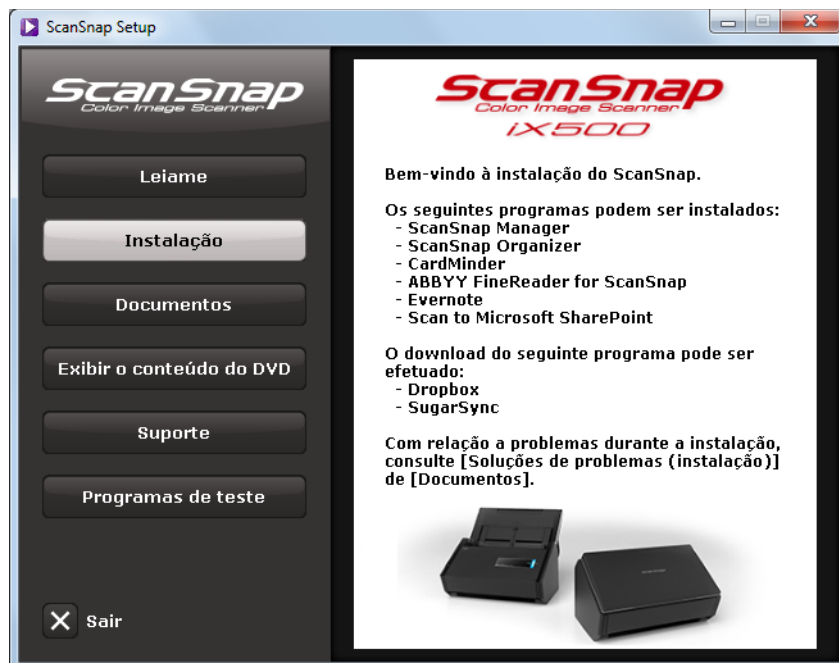 ScanSnap Setup
ScanSnap
Color Image Scanner
Leiame
Instalação
Documentos
Exibir o conteúdo do DVD
Suporte
Programas de teste
Sair
ScanSnap
Color Image Scanner
iX500
Bem-vindo à instalação do ScanSnap.
Os seguintes programas podem ser instalados:
- ScanSnap Manager
- ScanSnap Organizer
- CardMinder
- ABBYY FineReader for ScanSnap
- Evernote
- Scan to Microsoft SharePoint
O download do seguinte programa pode ser
efetuado:
- Dropbox
- SugarSync
Com relação a problemas durante a instalação,
consulte [Soluções de problemas (instalação)]
de [Documentos].